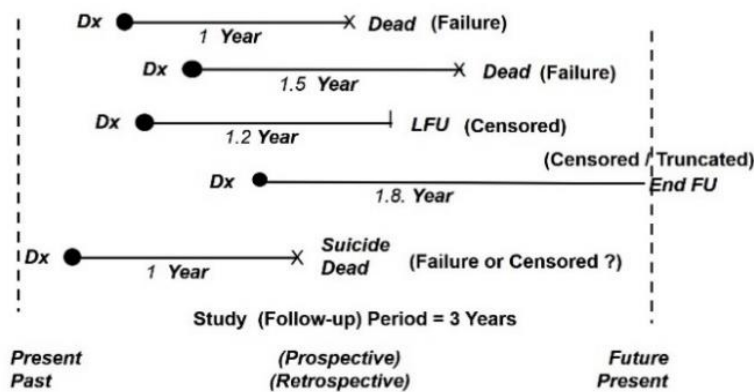 Dx 1 Year Dead (Failure)
Dx 1.5 Year Dead (Failure)
Dx 1.2 Year LFU (Censored)
(Censored / Truncated)
Dx 1.8. Year End FU
Dx 1 Year Suicide Dead (Failure or Censored ?)
Study (Follow-up) Period = 3 Years
Present (Prospective) Future
Past (Retrospective) Present